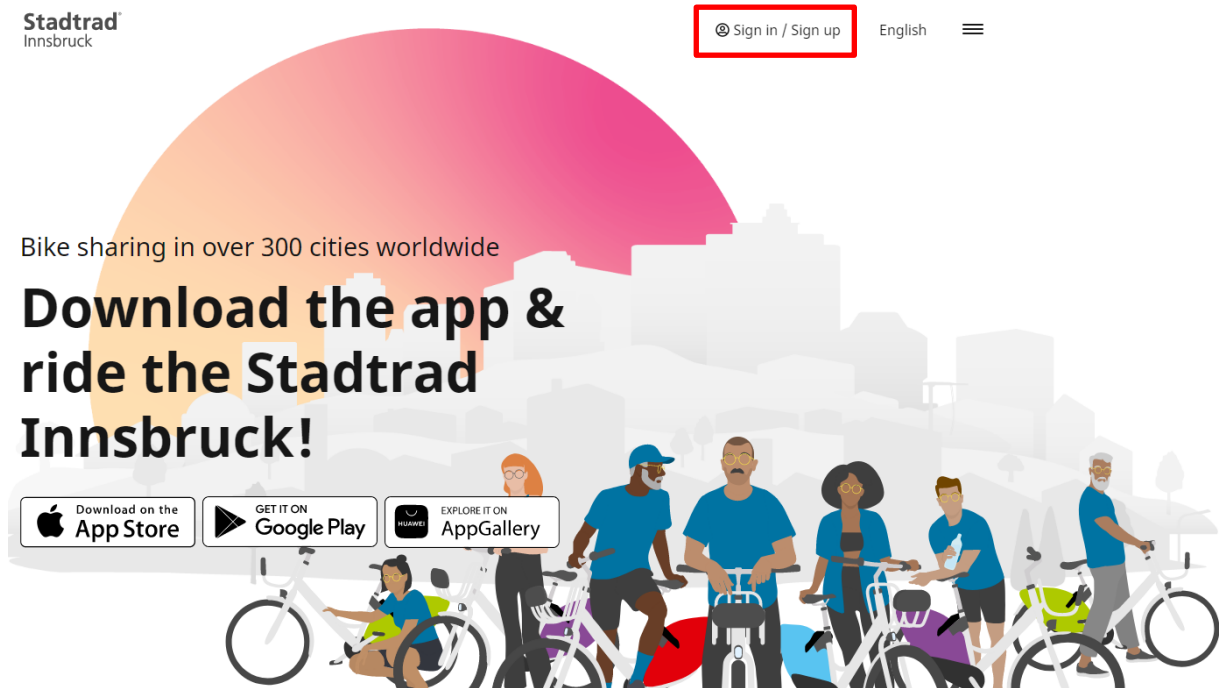 Stadtrad®
Innsbruck
Sign in / Sign up
English
Bike sharing in over 300 cities worldwide
Download the app &
ride the Stadtrad
Innsbruck!
Download on the
App Store
GET IT ON
Google Play
HUAWEI
EXPLORE IT ON
AppGallery